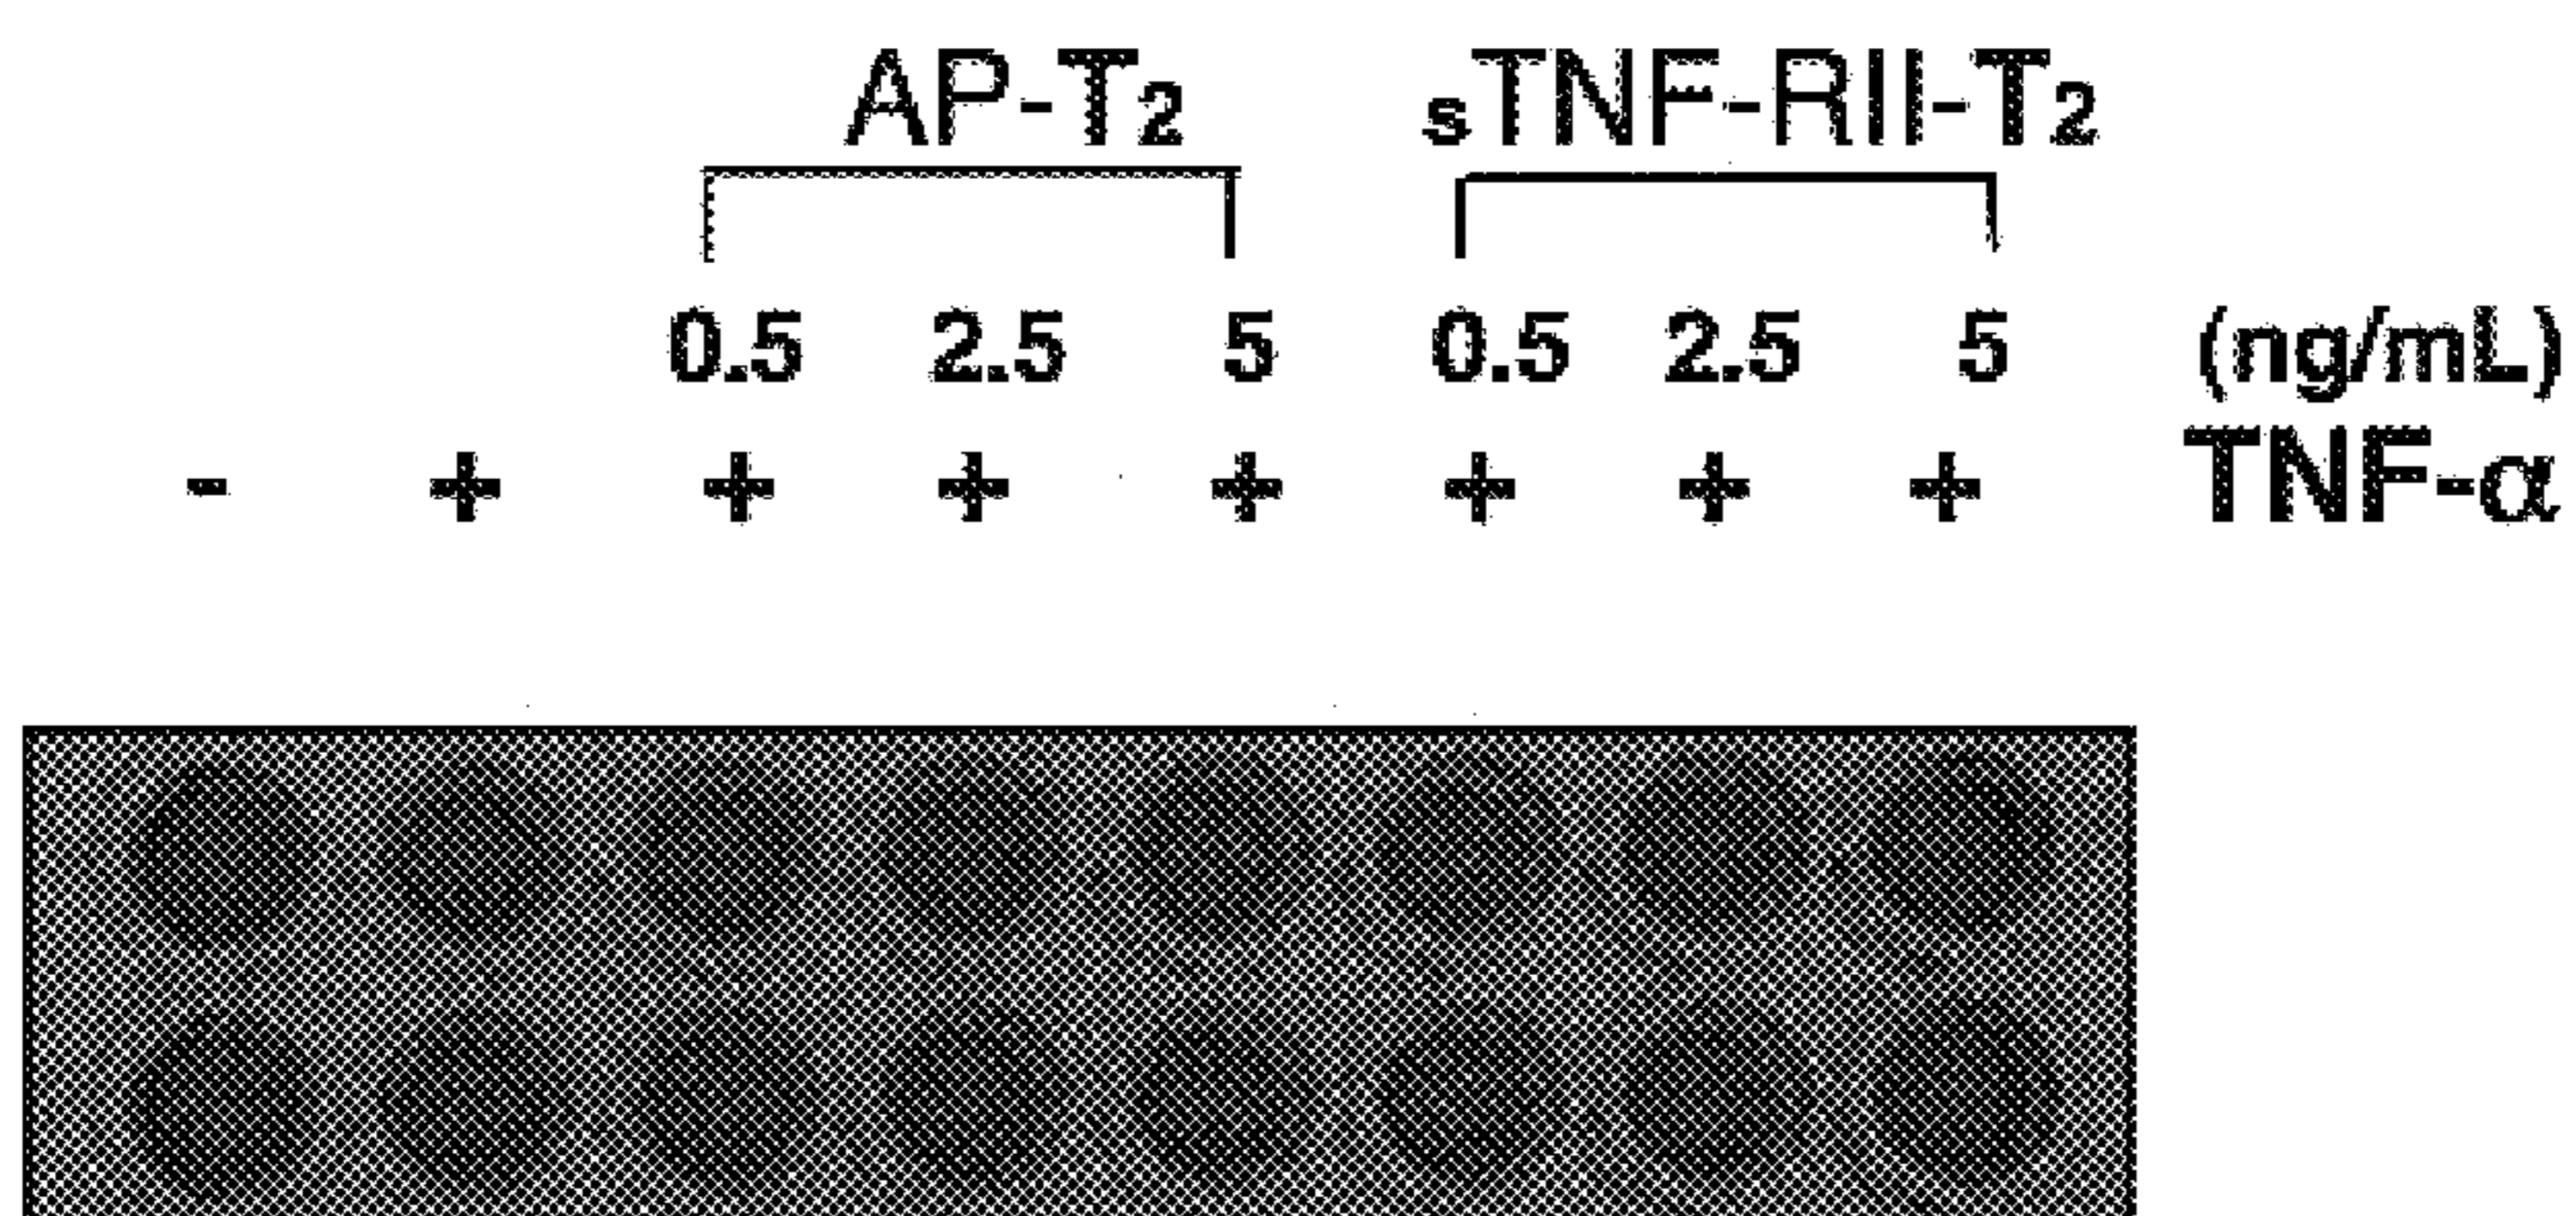 AP-T2 sTNF-RII-T2
0.5 2.5 5 0.5 2.5 5 (ng/mL)
- + + + + + + + TNF-α